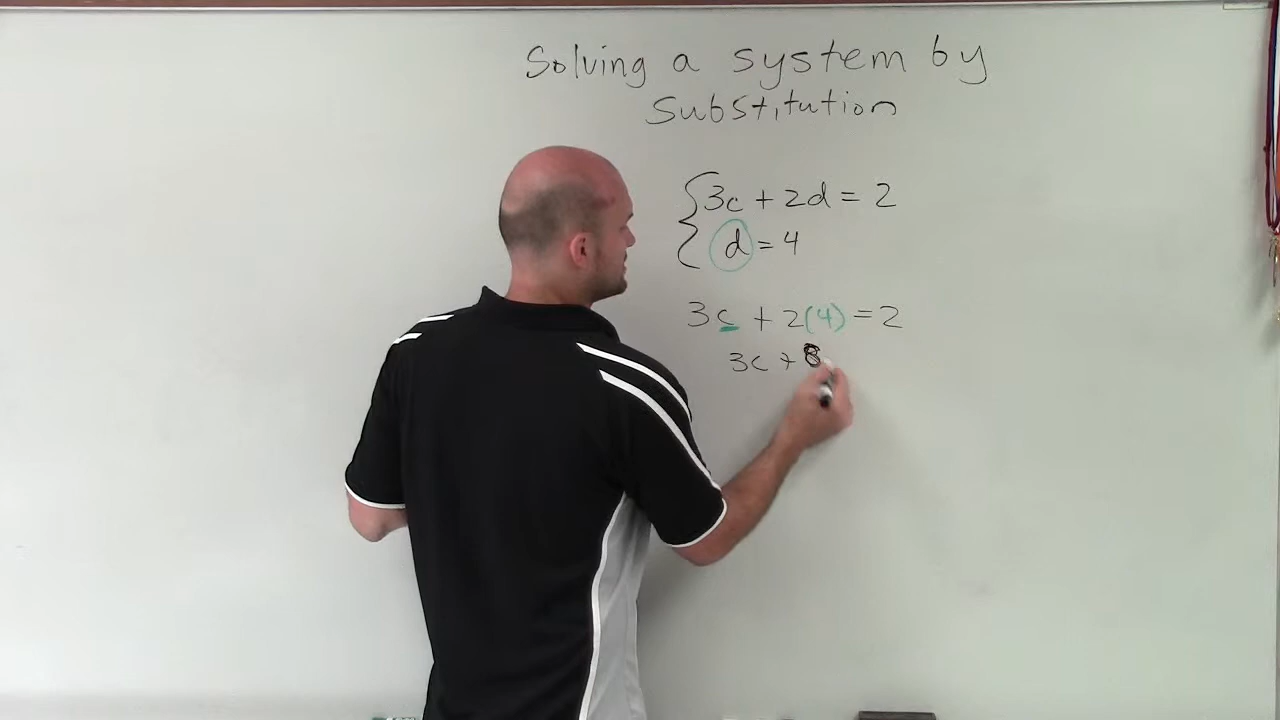 Solving a system by
Substitution
3c + 2d = 2
d = 4
3c + 2(4) = 2
3c + 8